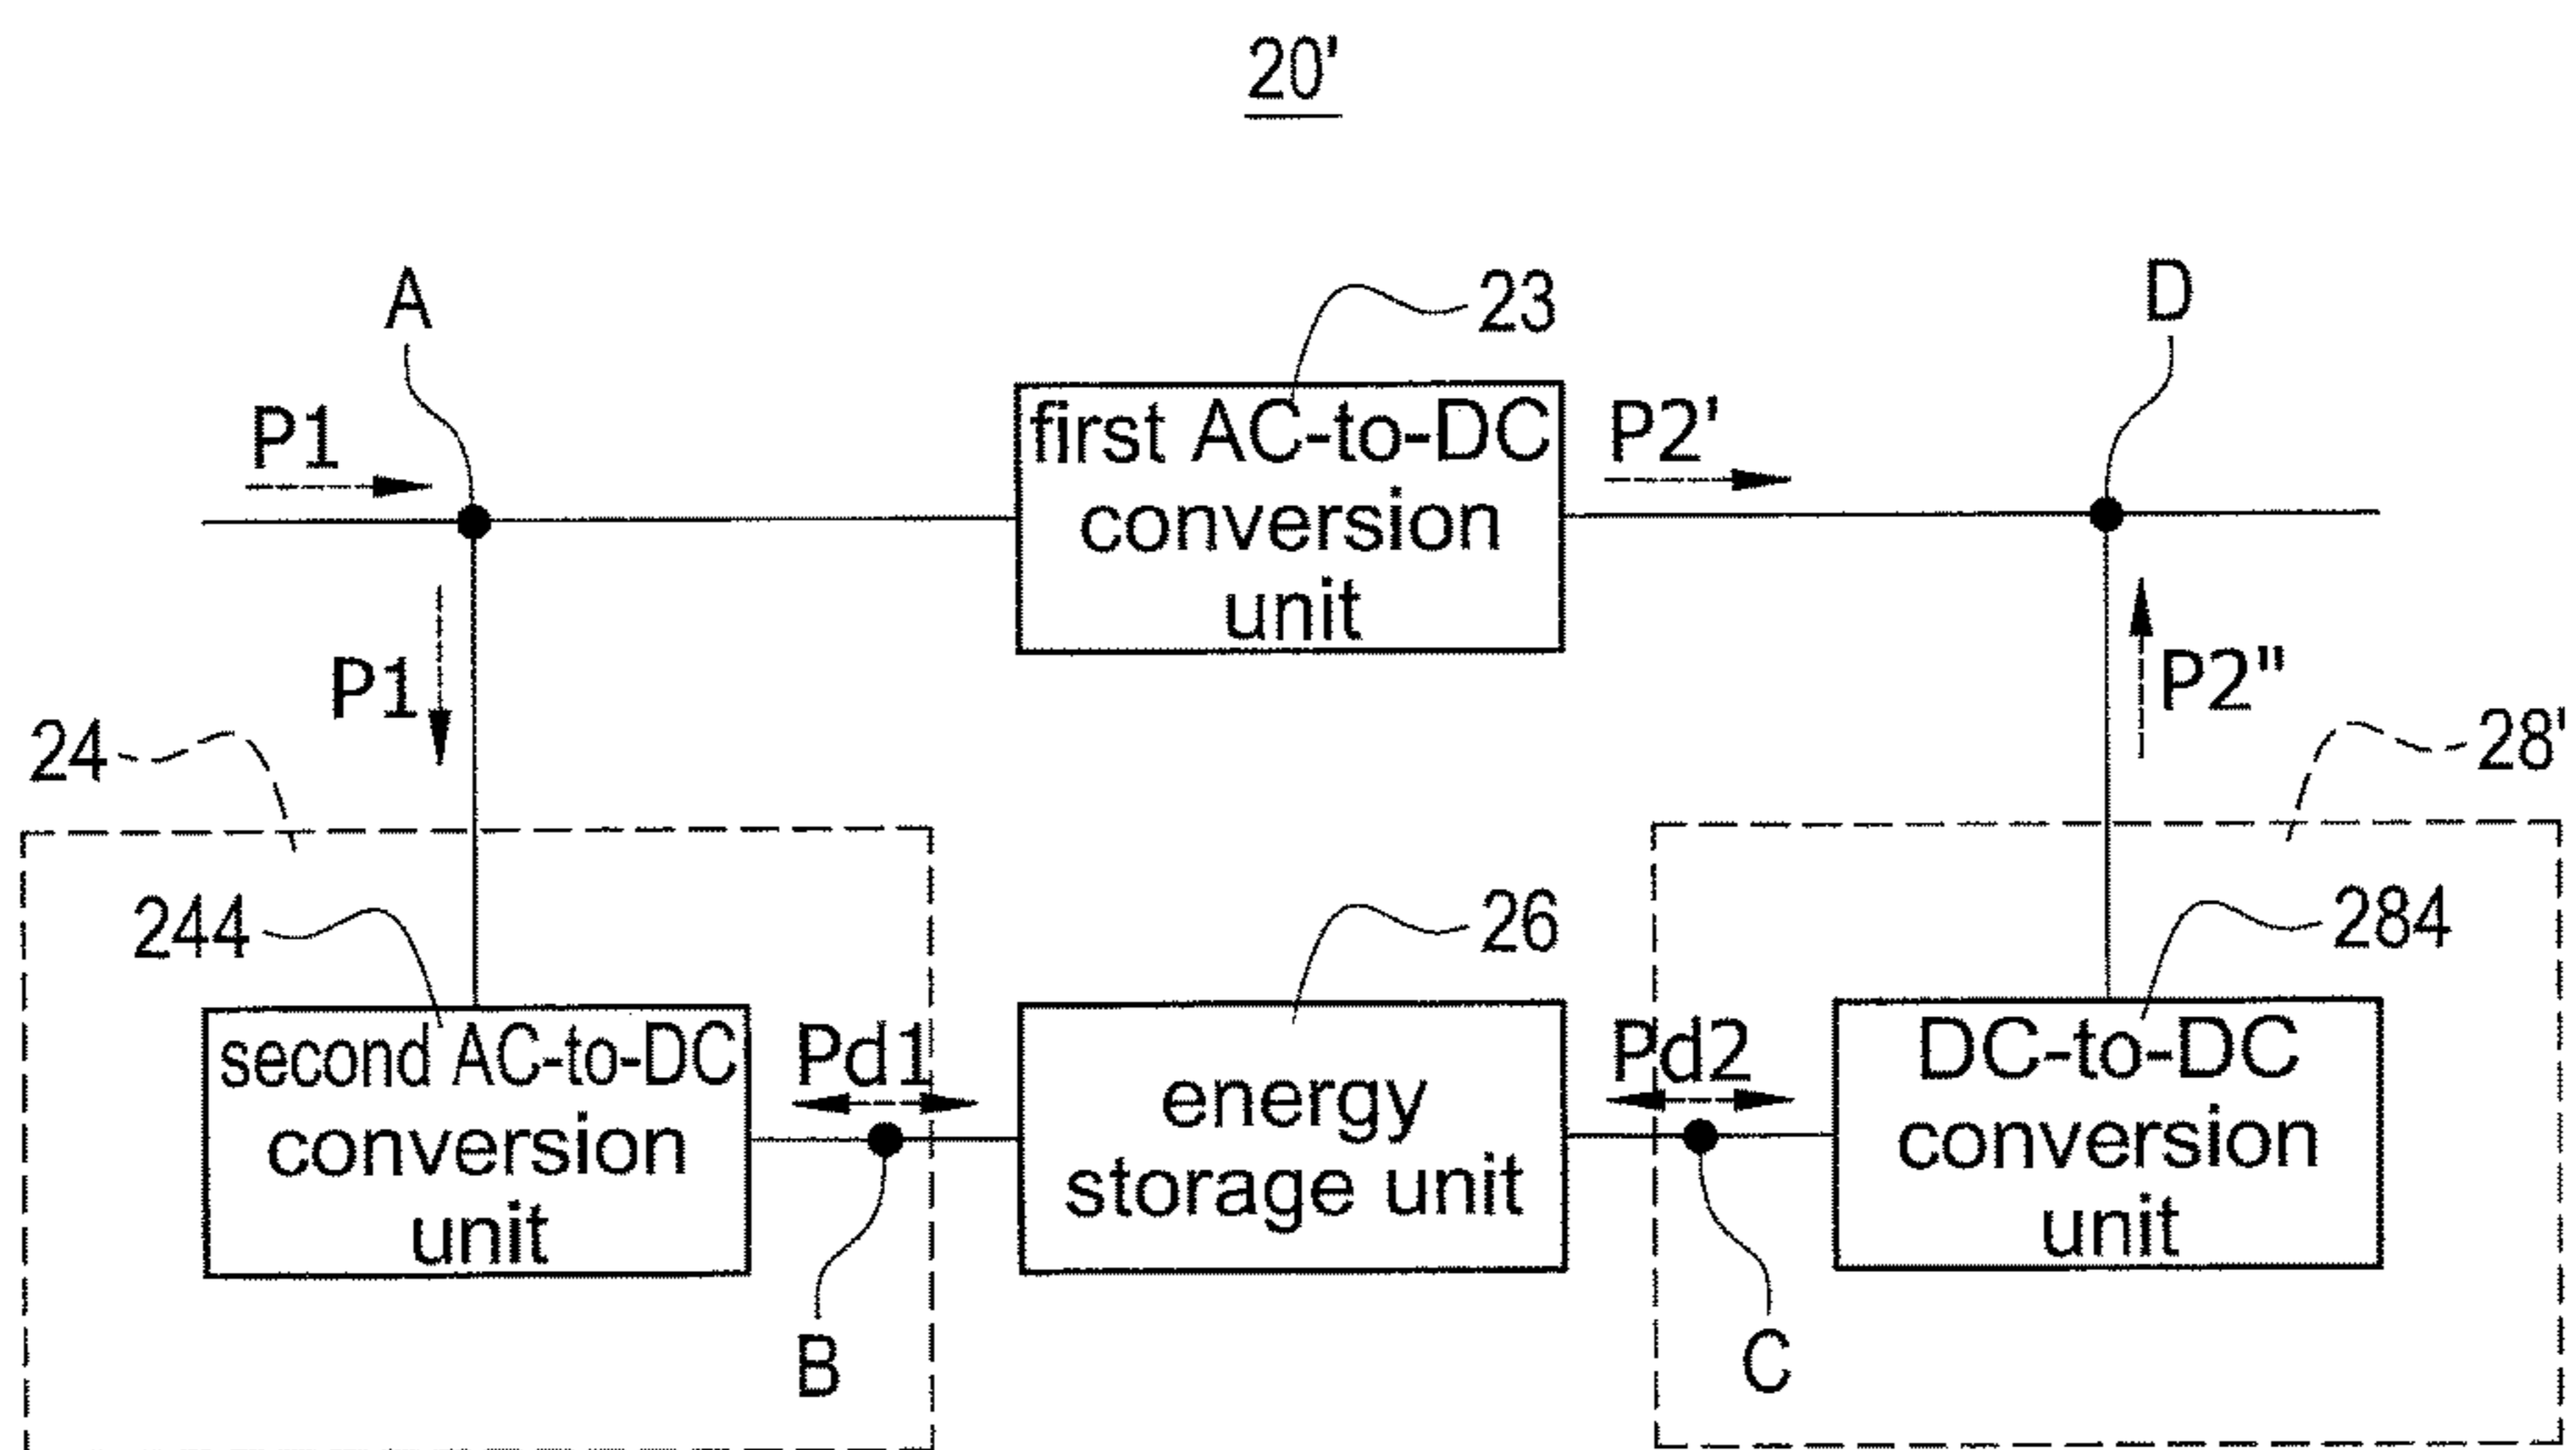 20'
A
23
D
P1
first AC-to-DC
conversion
unit
P2'
P1
P2"
24
28'
244
26
284
second AC-to-DC
conversion
unit
Pd1
energy
storage unit
Pd2
DC-to-DC
conversion
unit
B
C